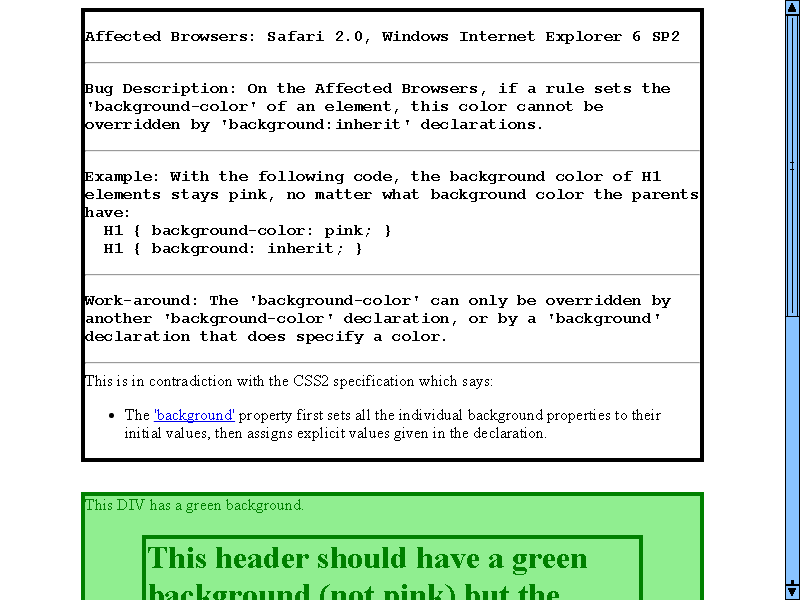 Affected Browsers: Safari 2.0, Windows Internet Explorer 6 SP2
Bug Description: On the Affected Browsers, if a rule sets the
'background-color' of an element, this color cannot be
overridden by 'background:inherit' declarations.
Example: With the following code, the background color of H1
elements stays pink, no matter what background color the parents
have:
H1 { background-color: pink; }
H1 { background: inherit; }
Work-around: The 'background-color' can only be overridden by
another 'background-color' declaration, or by a 'background'
declaration that does specify a color.
This is in contradiction with the CSS2 specification which says:
• The 'background' property first sets all the individual background properties to their
initial values, then assigns explicit values given in the declaration.
This DIV has a green background.
This header should have a green
background (not pink) but the